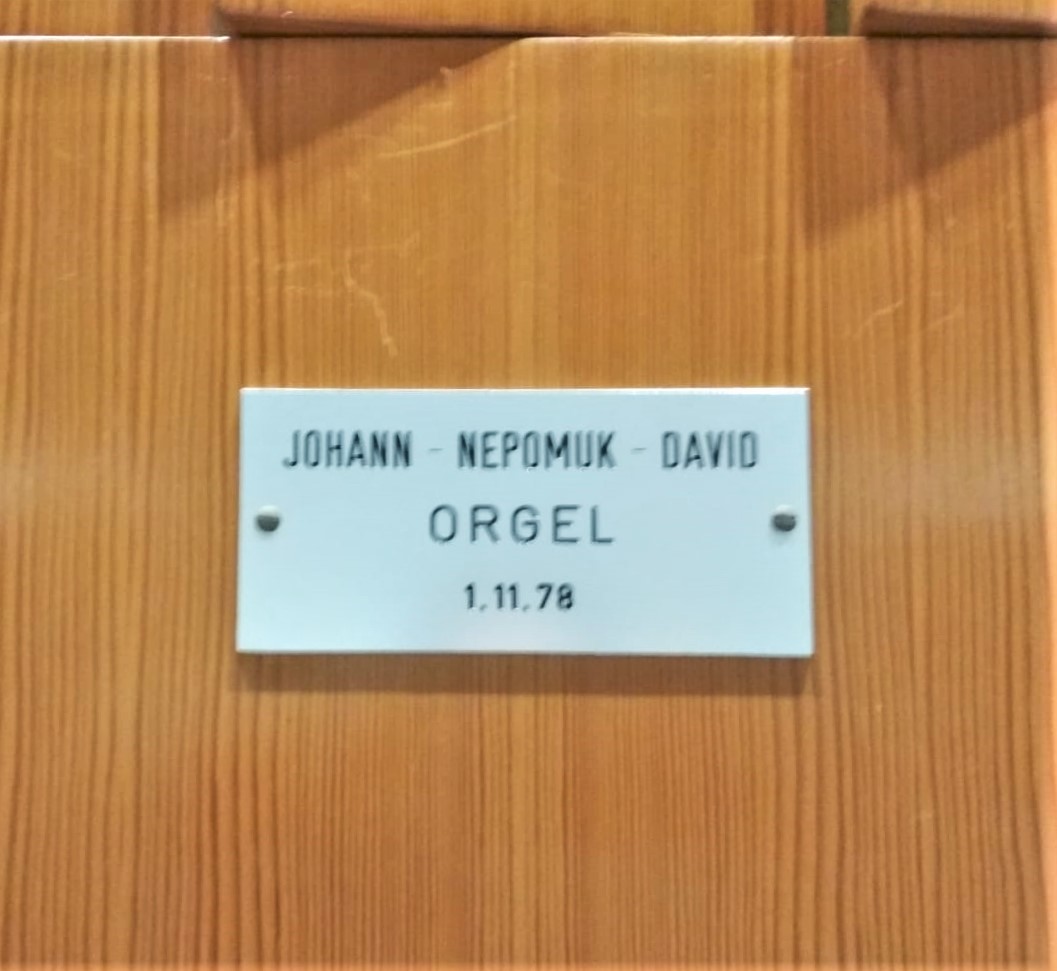 JOHANN - NEPOMUK - DAVID
ORGEL
1.11.78